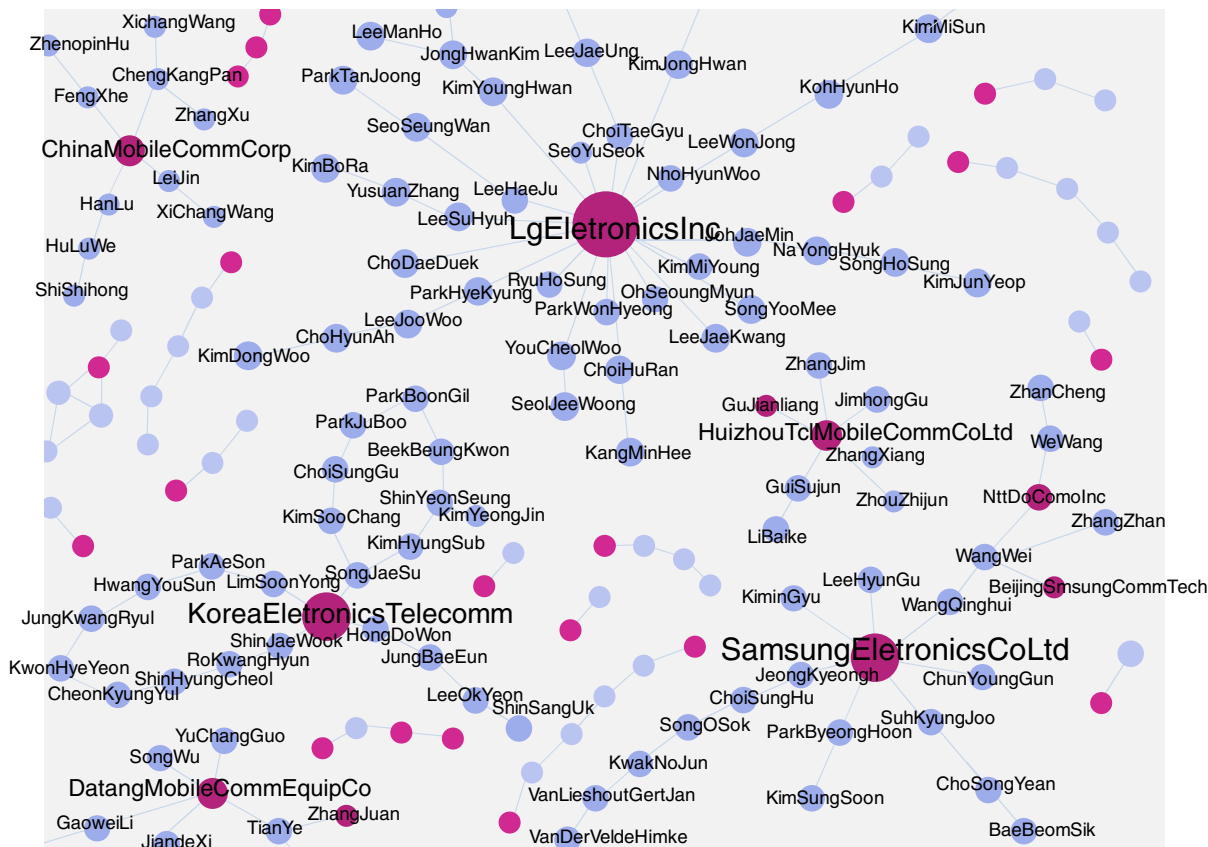 XichangWang
LeeManHo
KimiMiSun
ZhenopinHu
JongHwanKim
LeeJaeUng
KimJongHwan
ChengKangPan
ParkTanJoong
KimYoungHwan
KohHyunHo
FengXhe
ZhangXu
SeoSeungWan
ChoiTaeGyu
LeeWonJong
ChinaMobileCommCorp
SeoYuSeok
KimBoRa
NhoHyunWoo
LeiJin
YusuanZhang
LeeHaeJu
HanLu
XiChangWang
LeeSuHyuh
LgEletronicsInc
JohJaeMin
HuLuWe
NaYongHyuk
SongHoSung
ChoDaeDuek
KimMiYoung
RyuHoSung
KimJunYeop
ShiShihong
ParkHyeKyung
OhSeoungMyun
ParkWonHyeong
SongYooMee
LeeJooWoo
ChoHyunAh
LeeJaeKwang
KimDongWoo
YouCheolWoo
ChoiHuRan
ZhangJim
ParkBoonGil
ZhanCheng
SeolJeeWoong
GuJianliang
JimhongGu
ParkJuBoo
HuizhouTclMobileCommCoLtd
WeWang
BeekBeungKwon
KangMinHee
ZhangXiang
ChoiSungGu
GuiSujun
NttDoComoInc
ShinYeonSeung
ZhouZhijun
KimSooChang
KimYeongJin
ZhangZhan
LiBaike
KimHyungSub
WangWei
ParkAeSon
SongJaeSu
LeeHyunGu
HwangYouSun
LimSoonYong
BeijingSmsungCommTech
KiminGyu
WangQinghui
JungKwangRyul
KoreaEletronicsTelecomm
ShinJaeWook
HongDoWon
SamsungEletronicsCoLtd
KwonHyeYeon
RoKwangHyun
JungBaeEun
ShinHyungCheol
JeongKyeongh
ChunYoungGun
CheonKyungYul
LeeOkYeon
ChoiSungHu
ShinSangUk
SuhKyungJoo
SongOSok
ParkByeongHoon
YuChangGuo
SongWu
KwakNoJun
DatangMobileCommEquipCo
ChoSongYean
VanLieshoutGertJan
KimSungSoon
ZhangJuan
GaoweiLi
TianYe
JiandeXi
VanDerVeldeHimke
BaeBeomSik